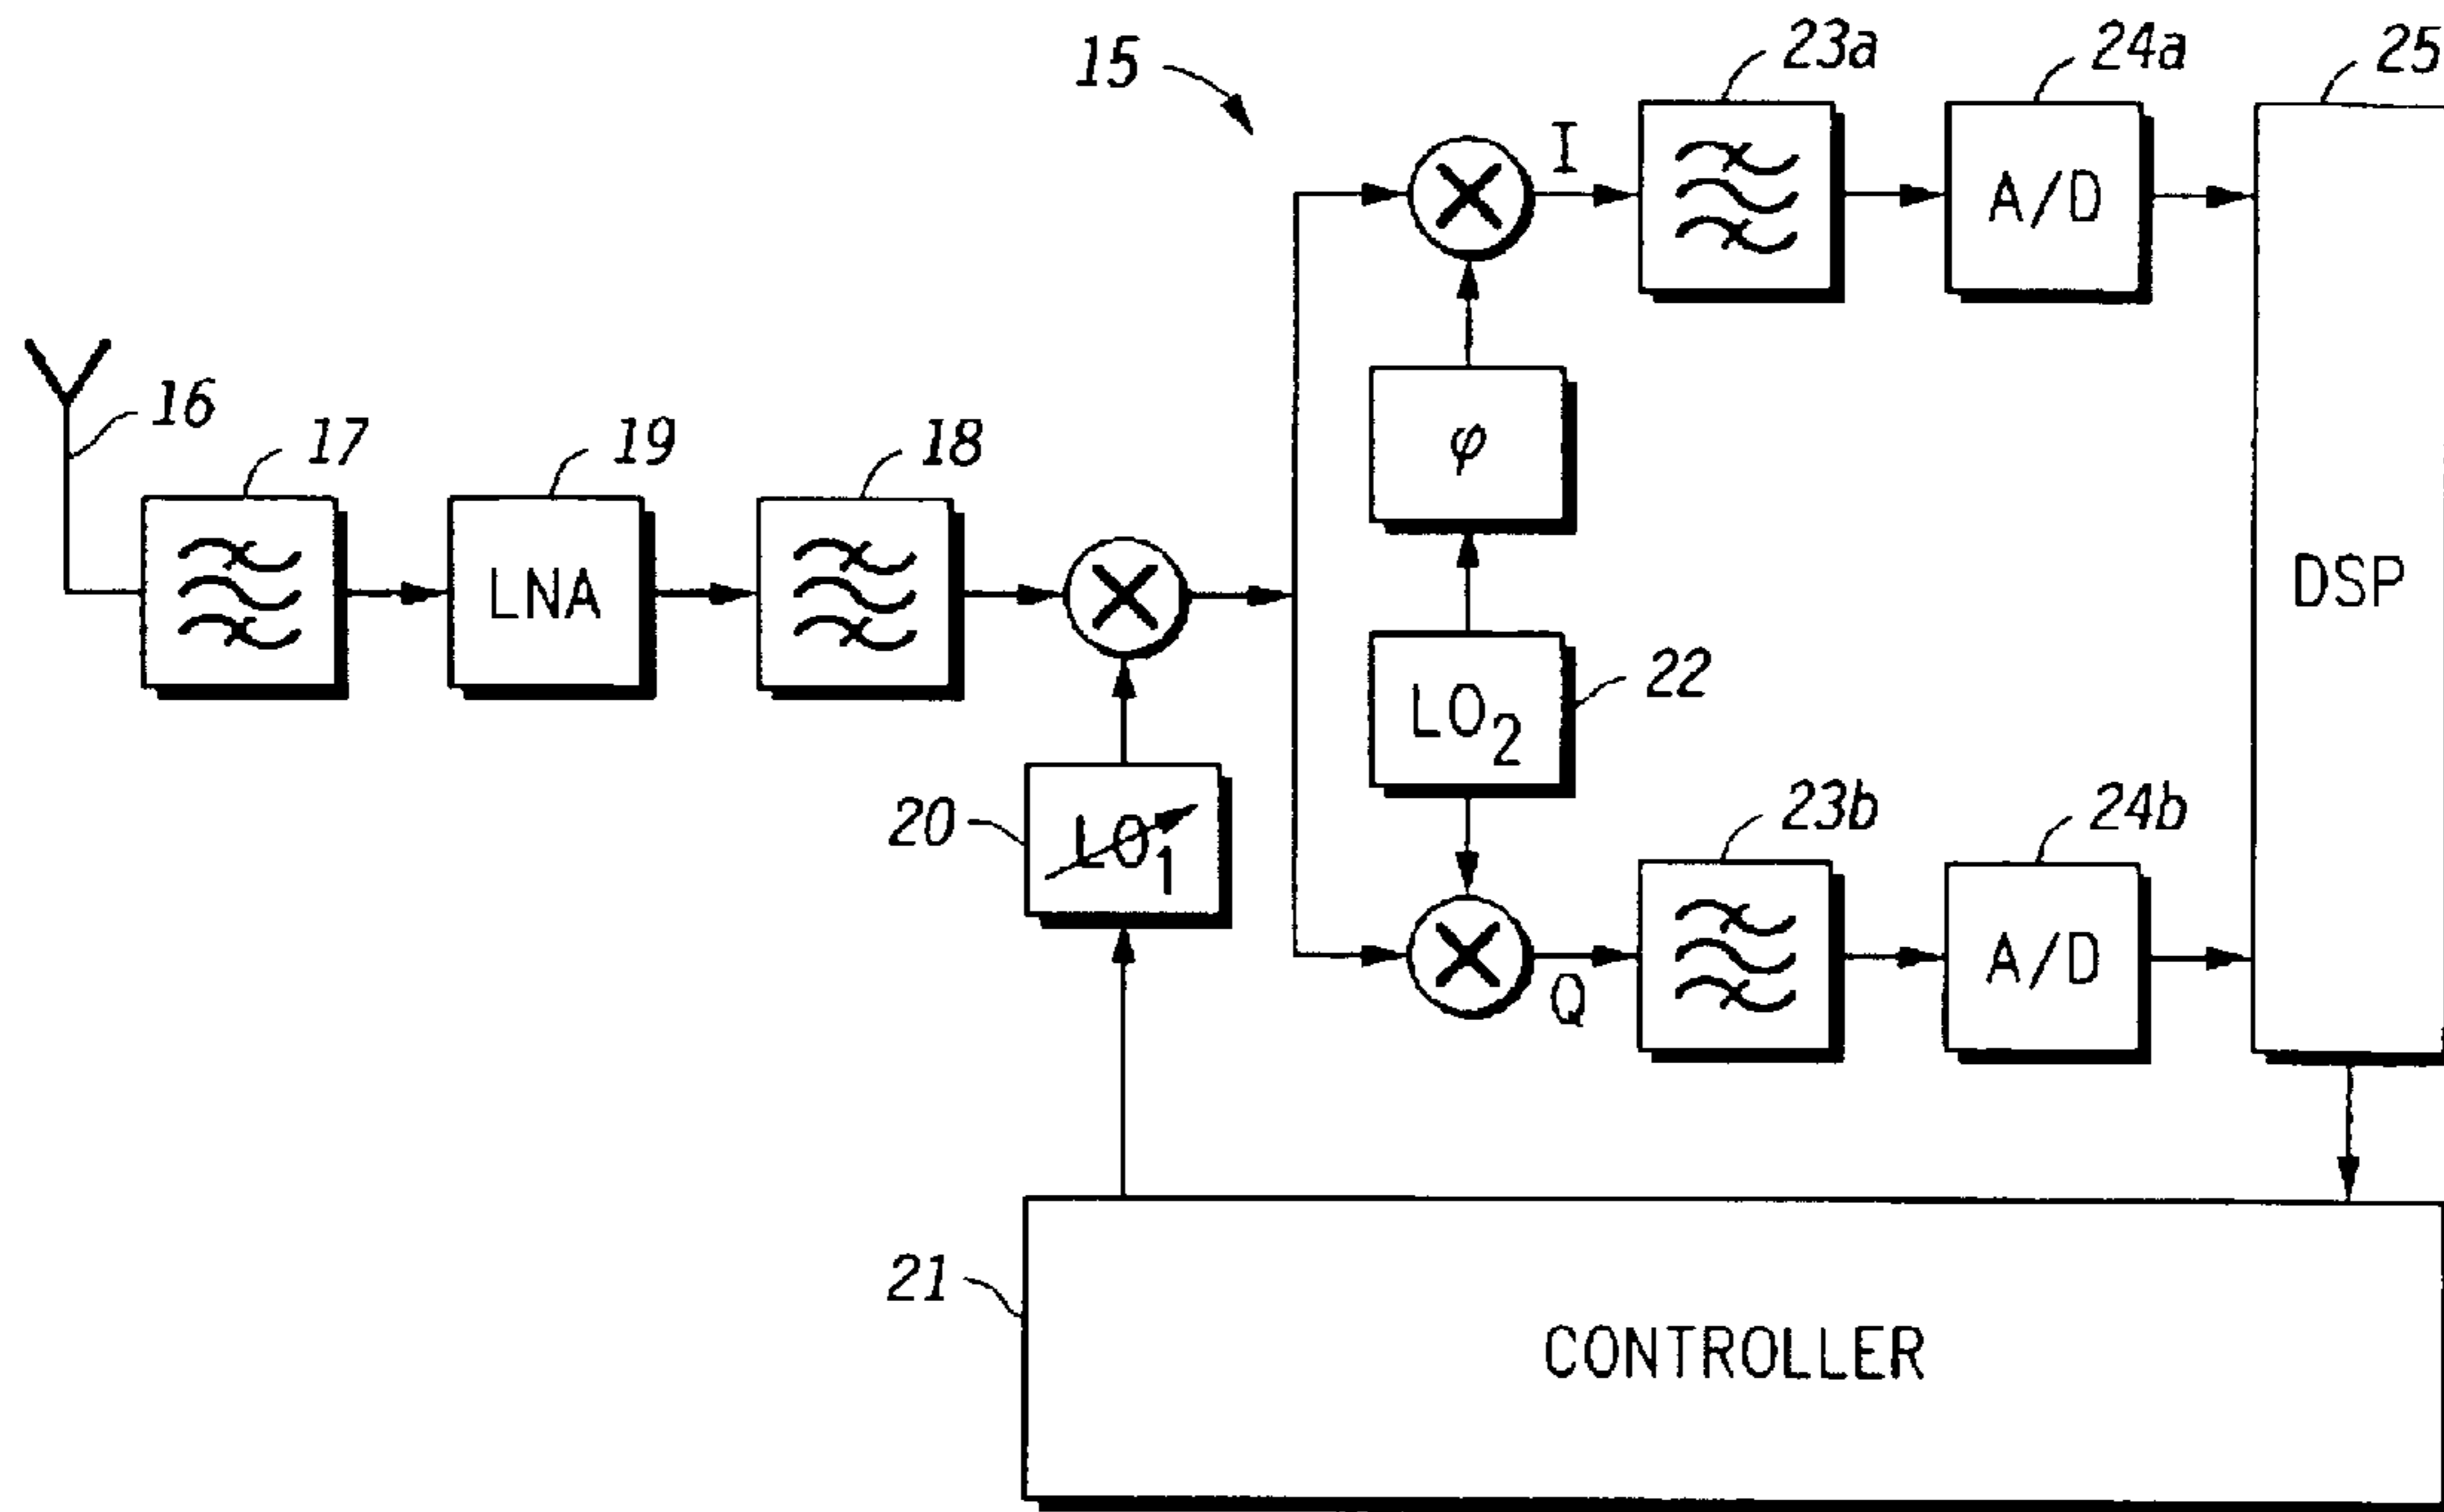 15
23a
24a
25
I
A/D
16
17
19
18
φ
LNA
DSP
LO2
22
20
LO1
23b
24b
A/D
Q
21
CONTROLLER